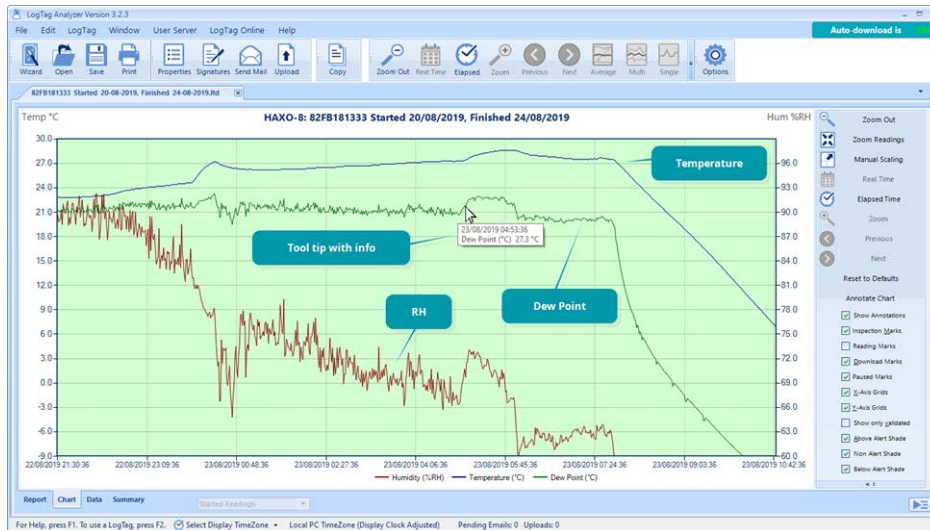 LogTag Analyzer Version 3.2.3
File Edit LogTag Window User Server LogTag Online Help
Auto-download is
Wizard Open Save Print Properties Signatures Send Mail Upload Copy Zoom Out Real Time Elapsed Zoom Previous Next Average Multi Single Options
82FB181333 Started 20-08-2019, Finished 24-08-2019.ltd
Temp °C
HAXO-8: 82FB181333 Started 20/08/2019, Finished 24/08/2019
Hum %RH
30.0
27.0
24.0
21.0
18.0
15.0
12.0
9.0
6.0
3.0
0.0
-3.0
-6.0
-9.0
96.0
93.0
90.0
87.0
84.0
81.0
78.0
75.0
72.0
69.0
66.0
63.0
60.0
Temperature
23/08/2019 04:53:36
Dew Point (°C) 27.3 °C
Tool tip with info
RH
Dew Point
22/08/2019 21:30:36 22/08/2019 23:09:36 23/08/2019 00:48:36 23/08/2019 02:27:36 23/08/2019 04:06:36 23/08/2019 05:45:36 23/08/2019 07:24:36 23/08/2019 09:03:36 23/08/2019 10:42:36
Humidity (%RH) Temperature (°C) Dew Point (°C)
Zoom Out
Zoom Readings
Manual Scaling
Real Time
Elapsed Time
Zoom
Previous
Next
Reset to Defaults
Annotate Chart
Show Annotations
Inspection Marks
Reading Marks
Download Marks
Paused Marks
X-Axis Grids
Y-Axis Grids
Show only validated
Above Alert Shade
Non Alert Shade
Below Alert Shade
Report Chart Data Summary
Started Readings
For Help, press F1. To use a LogTag, press F2. Select Display TimeZone Local PC TimeZone (Display Clock Adjusted) Pending Emails: 0 Uploads: 0